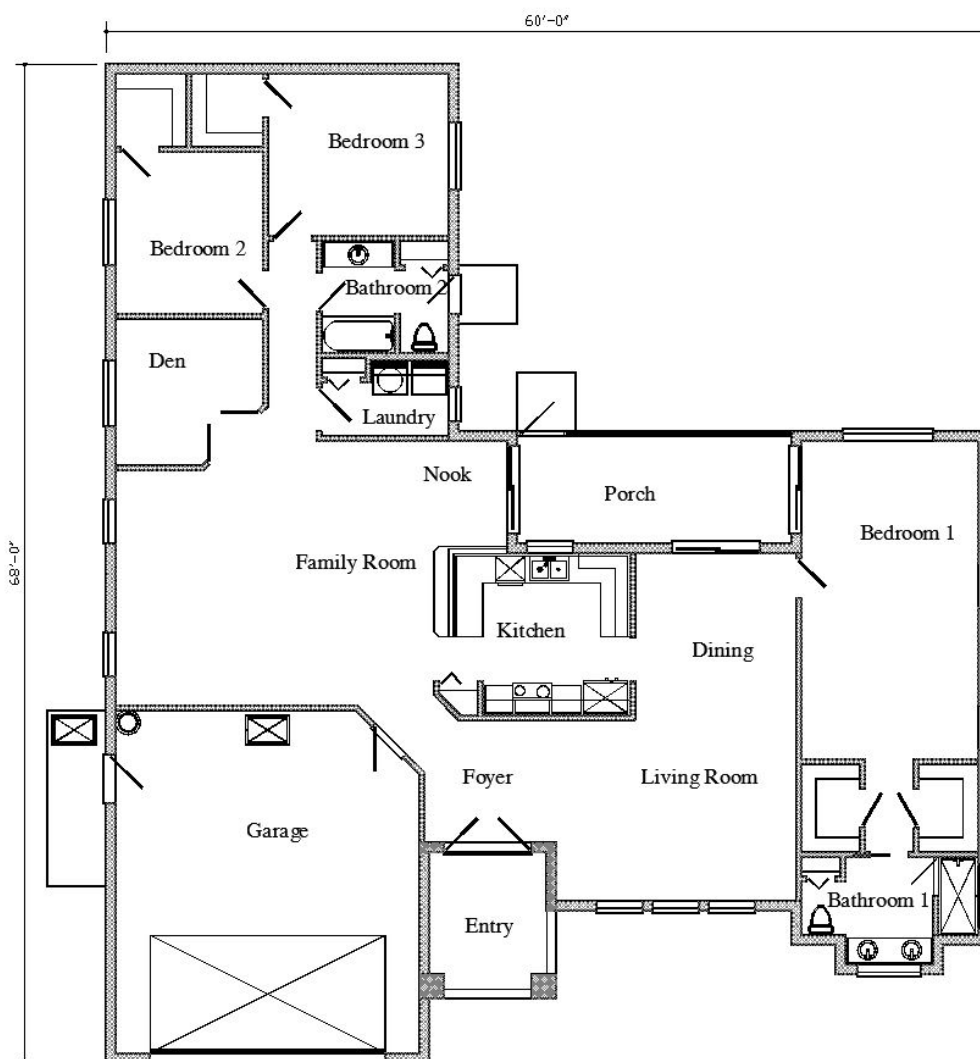 60'-0"
Bedroom 3
Bedroom 2
Bathroom 2
Den
Laundry
Nook
Porch
Bedroom 1
68'-0"
Family Room
Kitchen
Dining
Foyer
Living Room
Garage
Bathroom 1
Entry